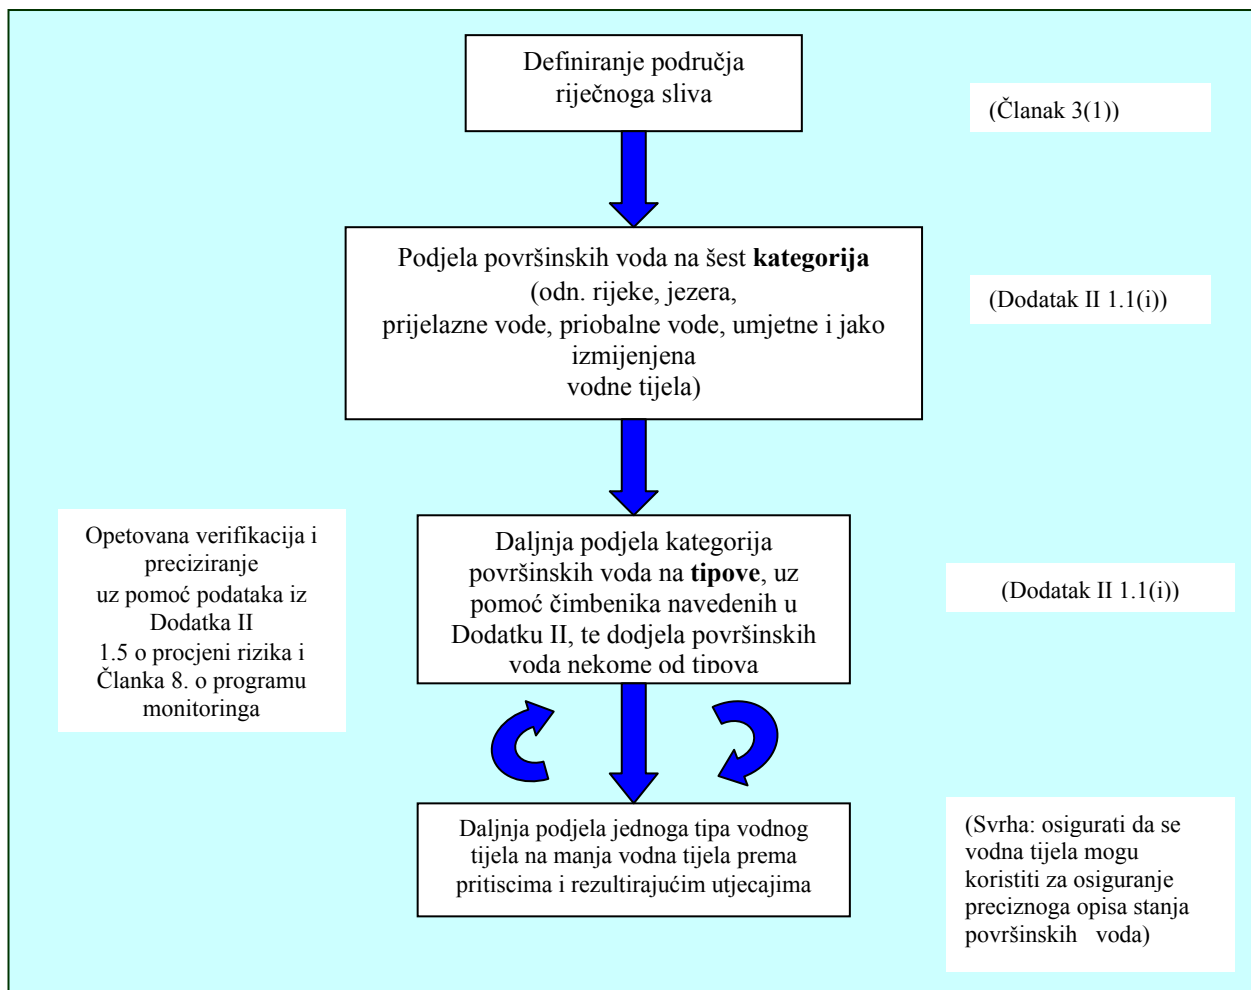 Definiranje područja
riječnoga sliva
(Članak 3(1))
Podjela površinskih voda na šest kategorija
(odn. rijeke, jezera,
prijelazne vode, priobalne vode, umjetne i jako
izmijenjena
vodne tijela)
(Dodatak II 1.1(i))
Opetovana verifikacija i
preciziranje
uz pomoć podataka iz
Dodatka II
1.5 o procjeni rizika i
Članka 8. o programu
monitoringa
Daljnja podjela kategorija
površinskih voda na tipove, uz
pomoć čimbenika navedenih u
Dodatku II, te dodjela površinskih
voda nekome od tipova
(Dodatak II 1.1(i))
Daljnja podjela jednoga tipa vodnog
tijela na manja vodna tijela prema
pritiscima i rezultirajućim utjecajima
(Svrha: osigurati da se
vodna tijela mogu
koristiti za osiguranje
preciznoga opisa stanja
površinskih voda)